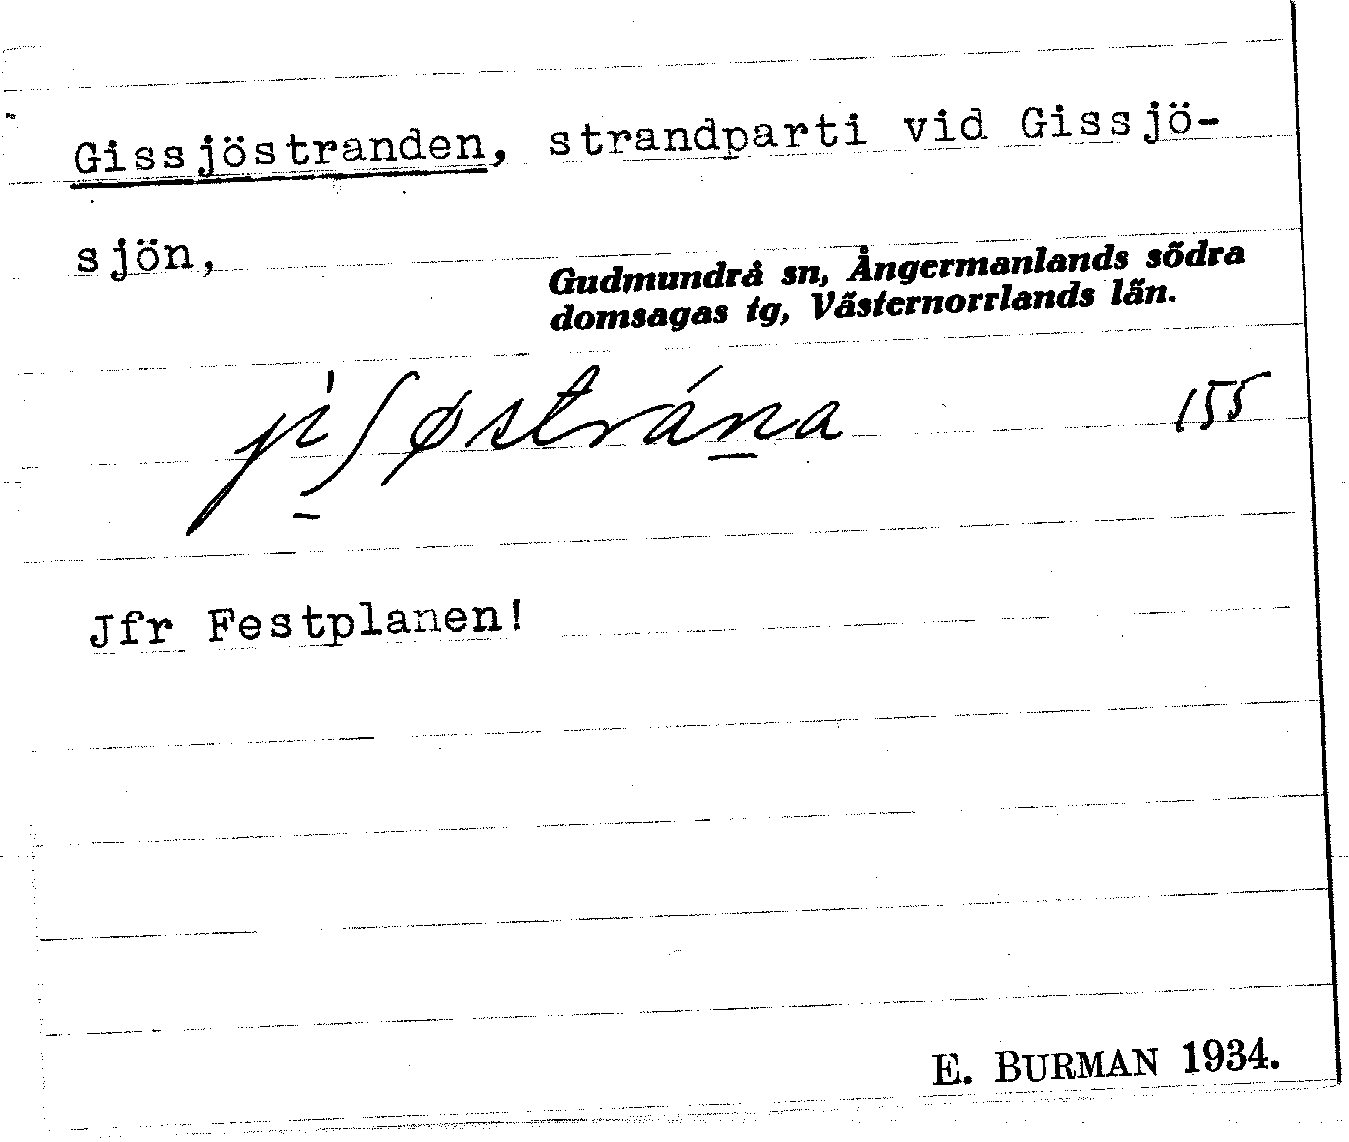 Gissjöstranden, strandparti vid Gissjö-
sjön,
Gudmundrå sn, Ångermanlands södra
domsagas tg, Västernorrlands län.
155
Jfr Festplanen!
E. BURMAN 1934.